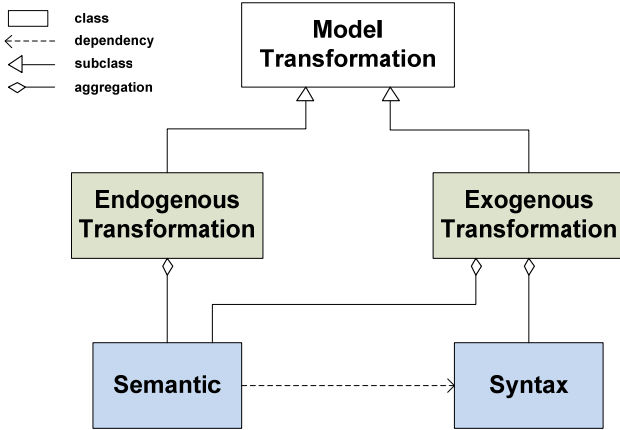 class
dependency
subclass
aggregation
Model
Transformation
Endogenous
Transformation
Exogenous
Transformation
Semantic
Syntax